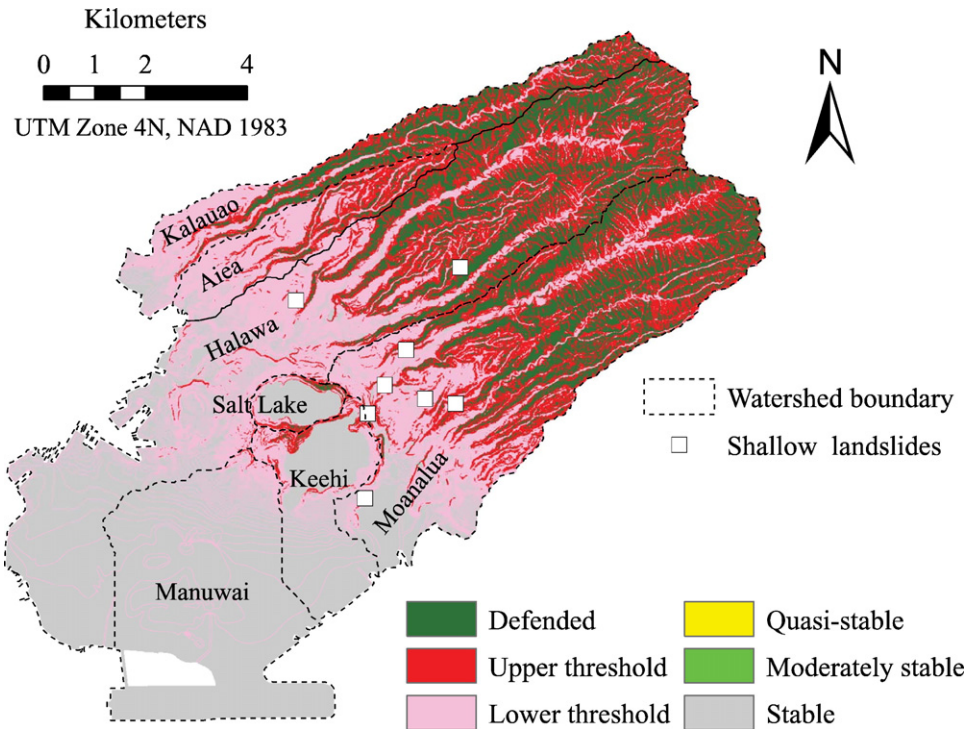 Kilometers
0 1 2 4
UTM Zone 4N, NAD 1983
N
Kalauao
Aiea
Halawa
Salt Lake
Keehi
Moanalua
Manuwai
Watershed boundary
Shallow landslides
Defended
Upper threshold
Lower threshold
Quasi-stable
Moderately stable
Stable